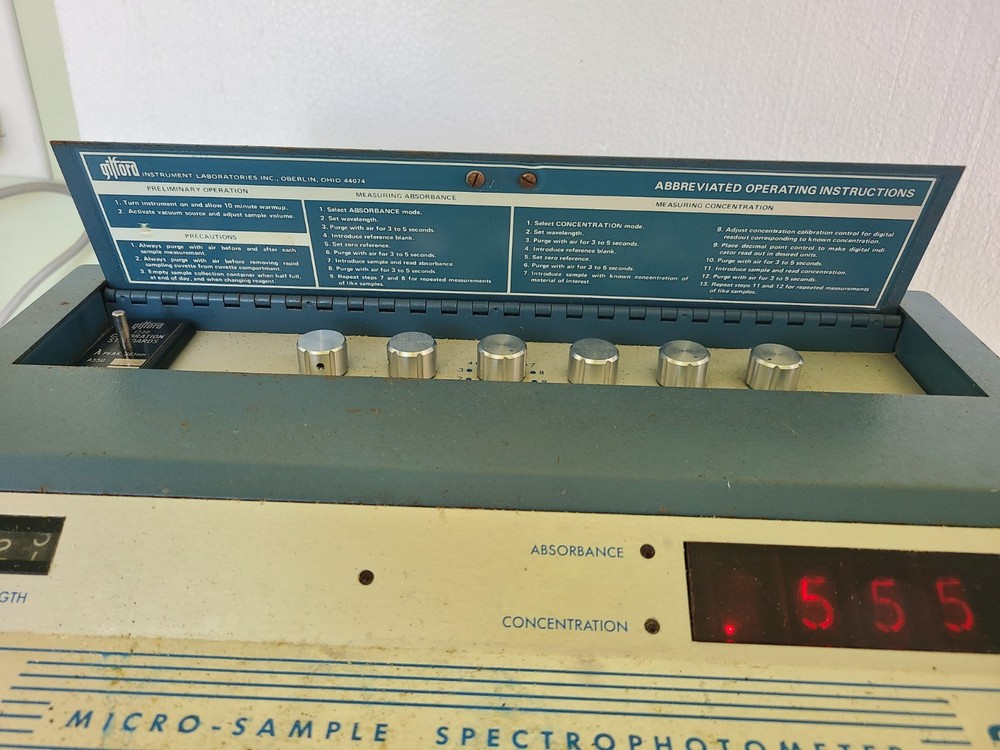 gilford INSTRUMENT LABORATORIES INC., OBERLIN, OHIO 44074
ABBREVIATED OPERATING INSTRUCTIONS
PRELIMINARY OPERATION
1. Turn instrument on and allow 10 minute warmup.
2. Activate vacuum source and adjust sample volume.
PRECAUTIONS
1. Always purge with air before and after each
sample measurement.
2. Always purge with air before removing rapid
sampling cuvette from cuvette compartment.
3. Empty sample collection container when half full,
at end of day, and when changing reagent.
MEASURING ABSORBANCE
1. Select ABSORBANCE mode.
2. Set wavelength.
3. Purge with air for 3 to 5 seconds.
4. Introduce reference blank.
5. Set zero reference.
6. Purge with air for 3 to 5 seconds.
7. Introduce sample and read absorbance.
8. Purge with air for 3 to 5 seconds.
9. Repeat steps 7 and 8 for repeated measurements
of like samples.
MEASURING CONCENTRATION
1. Select CONCENTRATION mode.
2. Set wavelength.
3. Purge with air for 3 to 5 seconds.
4. Introduce reference blank.
5. Set zero reference.
6. Purge with air for 3 to 5 seconds
7. Introduce sample with known concentration of
material of interest.
8. Adjust concentration calibration control for digital
readout corresponding to known concentration.
9. Place decimal point control to make digital indi-
cator read out in desired units.
10. Purge with air for 3 to 5 seconds.
11. Introduce sample and read concentration.
12. Purge with air for 3 to 5 seconds.
13. Repeat steps 11 and 12 for repeated measurements
of like samples.
gilford
CALIBRATION
STANDARDS
λ PEAK
A550
ABSORBANCE
CONCENTRATION
.555
2
GTH
MICRO-SAMPLE SPECTROPHOTOMETE